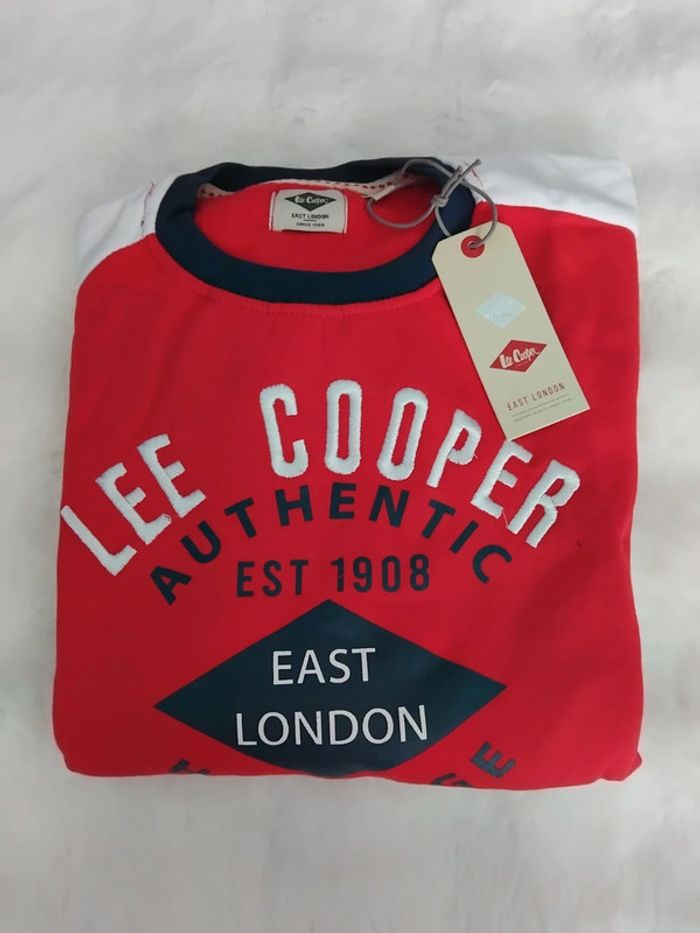 Lee Cooper
EAST LONDON
SINCE 1908
Lee Cooper
EAST LONDON
LEE COOPER
AUTHENTIC
EST 1908
EAST
LONDON